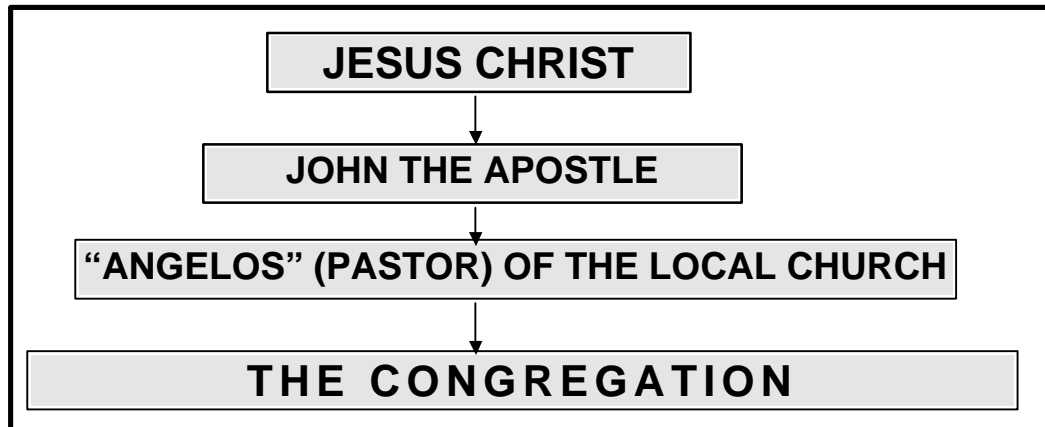 JESUS CHRIST
JOHN THE APOSTLE
“ANGELOS” (PASTOR) OF THE LOCAL CHURCH
THE CONGREGATION